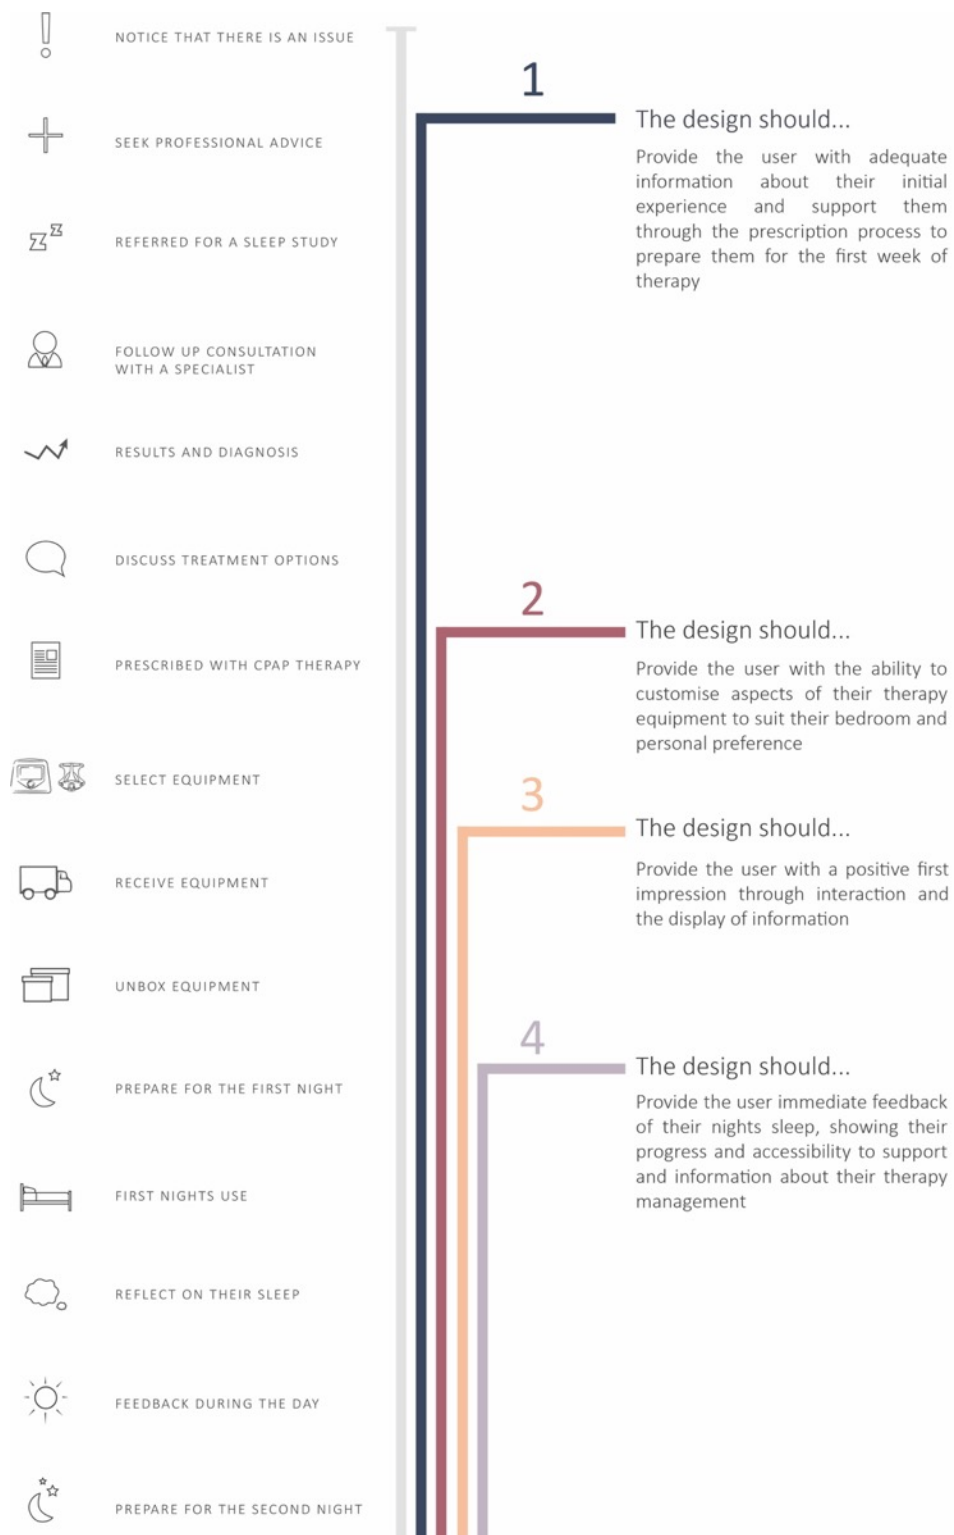 NOTICE THAT THERE IS AN ISSUE
SEEK PROFESSIONAL ADVICE
REFERRED FOR A SLEEP STUDY
FOLLOW UP CONSULTATION
WITH A SPECIALIST
RESULTS AND DIAGNOSIS
DISCUSS TREATMENT OPTIONS
PRESCRIBED WITH CPAP THERAPY
SELECT EQUIPMENT
RECEIVE EQUIPMENT
UNBOX EQUIPMENT
PREPARE FOR THE FIRST NIGHT
FIRST NIGHTS USE
REFLECT ON THEIR SLEEP
FEEDBACK DURING THE DAY
PREPARE FOR THE SECOND NIGHT
1
The design should...
Provide the user with adequate
information about their initial
experience and support them
through the prescription process to
prepare them for the first week of
therapy
2
The design should...
Provide the user with the ability to
customise aspects of their therapy
equipment to suit their bedroom and
personal preference
3
The design should...
Provide the user with a positive first
impression through interaction and
the display of information
4
The design should...
Provide the user immediate feedback
of their nights sleep, showing their
progress and accessibility to support
and information about their therapy
management